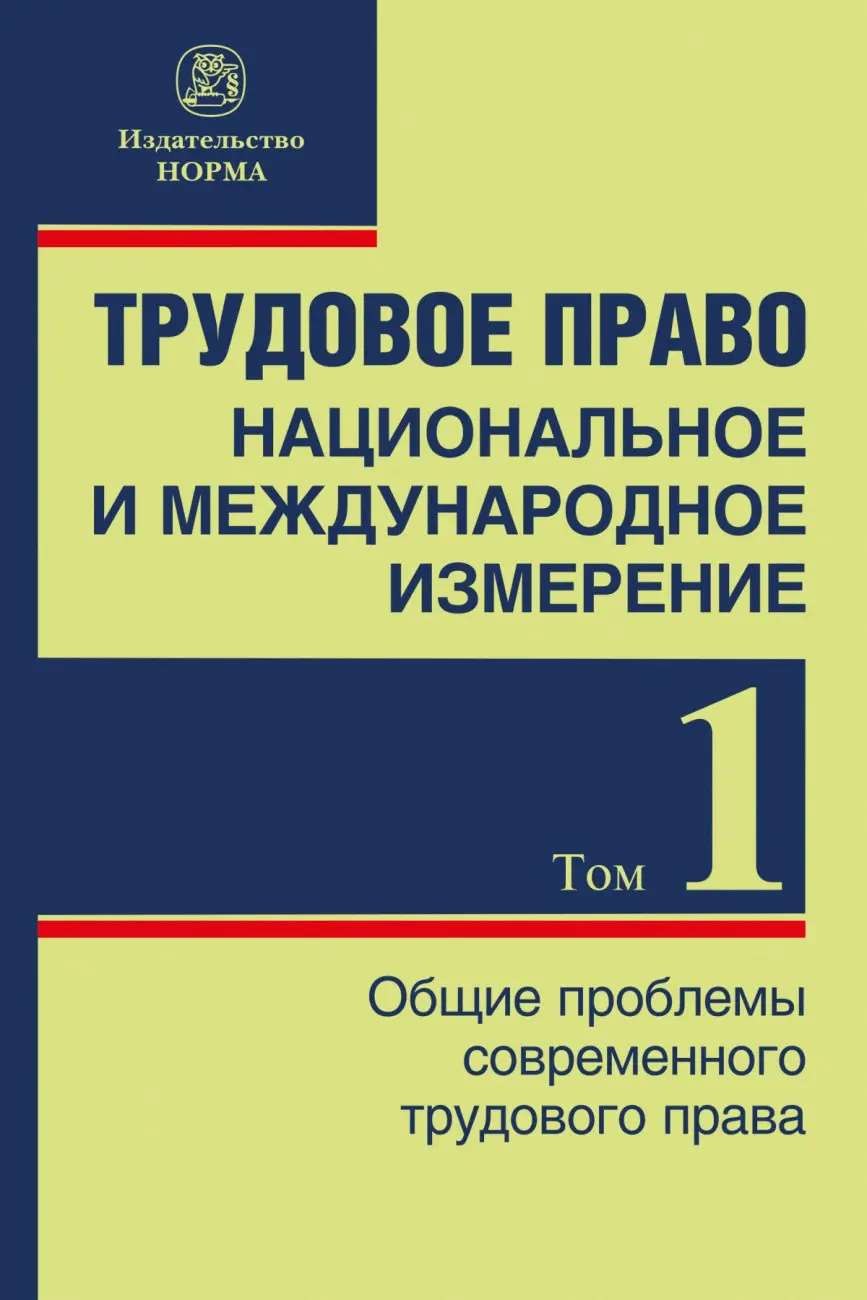 §
Издательство
НОРМА
ТРУДОВОЕ ПРАВО
НАЦИОНАЛЬНОЕ
И МЕЖДУНАРОДНОЕ
ИЗМЕРЕНИЕ
Том 1
Общие проблемы
современного
трудового права